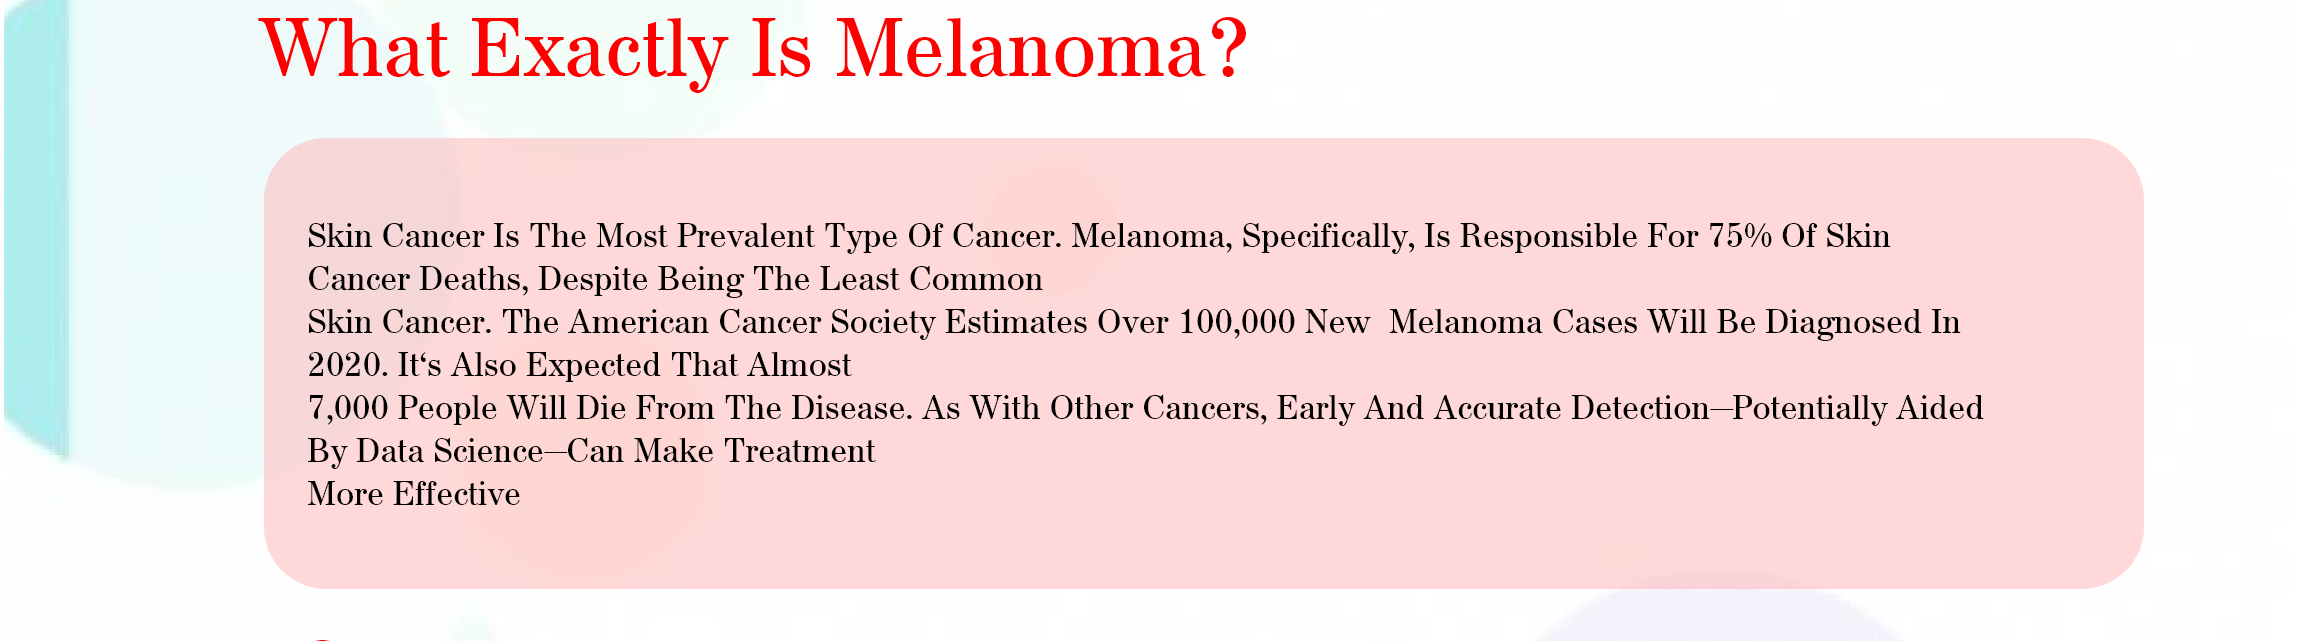 What Exactly Is Melanoma?
Skin Cancer Is The Most Prevalent Type Of Cancer. Melanoma, Specifically, Is Responsible For 75% Of Skin
Cancer Deaths, Despite Being The Least Common
Skin Cancer. The American Cancer Society Estimates Over 100,000 New  Melanoma Cases Will Be Diagnosed In
2020. It‘s Also Expected That Almost
7,000 People Will Die From The Disease. As With Other Cancers, Early And Accurate Detection—Potentially Aided
By Data Science—Can Make Treatment
More Effective